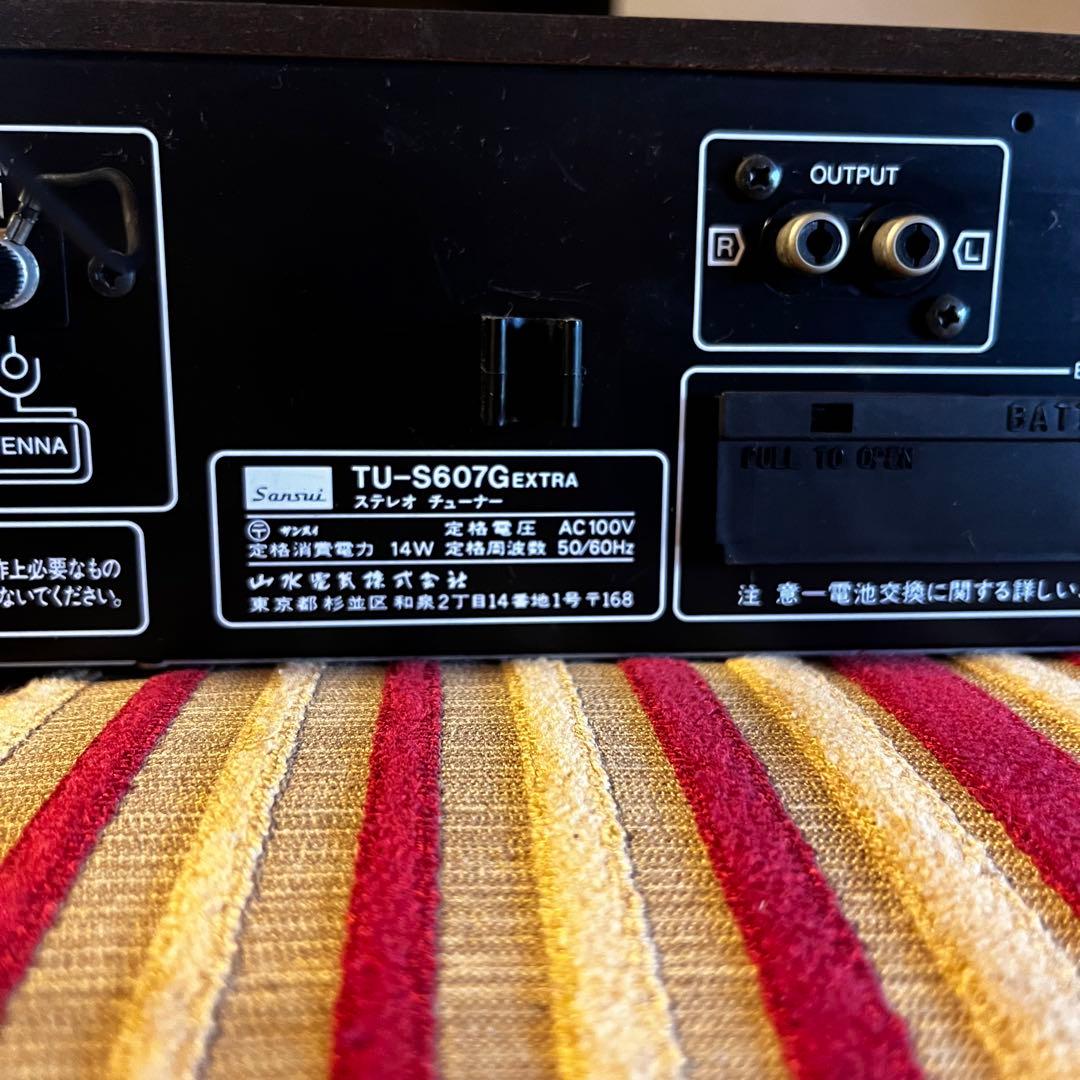 OUTPUT
R
L
ENNA
BAT
PULL TO OPEN
Sansui
TU-S607G EXTRA
ステレオ チューナー
〒 サンスイ 定格電圧 AC100V
定格消費電力 14W 定格周波数 50/60Hz
山水電気株式会社
東京都杉並区和泉2丁目14番地1号〒168
作上必要なもの
ないでください。
注 意ー電池交換に関する詳しい